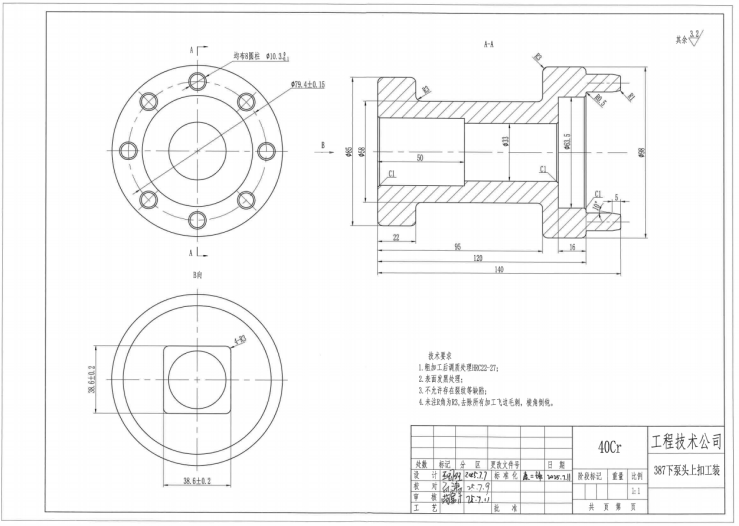 A
均布8圆柱 Φ10.3
Φ79.4±0.15
A-A
其余 3.2
R5
R2
R0.5
R1
B
Φ65
Φ58
50
Φ33
Φ63.5
Φ98
C1
C1
C1
5
10°
22
95
16
120
140
A
B向
4-R3
38.6±0.2
38.6±0.2
技术要求
1.粗加工后调质处理HRC22-27;
2.表面发黑处理;
3.不允许存在裂纹等缺陷;
4.未注R角为R3,去除所有加工飞边毛刺, 棱角倒钝。
40Cr
工程技术公司
387下泵头上扣工装
处数 标记 分 区 更改文件号 日 期
设 计 标 准 化
校 对
审 核
工 艺 批 准
阶段标记 重量 比例
1:1
共 页 第 页